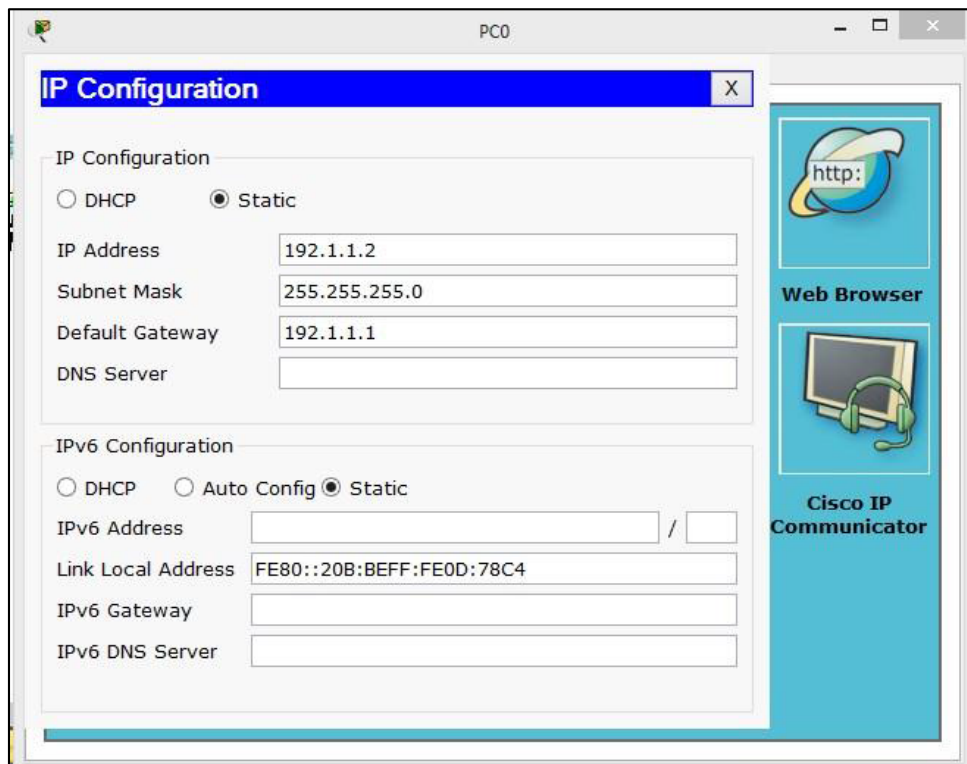 PC0
IP Configuration X
IP Configuration
DHCP Static
IP Address 192.1.1.2
Subnet Mask 255.255.255.0
Default Gateway 192.1.1.1
DNS Server
IPv6 Configuration
DHCP Auto Config Static
IPv6 Address /
Link Local Address FE80::20B:BEFF:FE0D:78C4
IPv6 Gateway
IPv6 DNS Server
http:
Web Browser
Cisco IP
Communicator